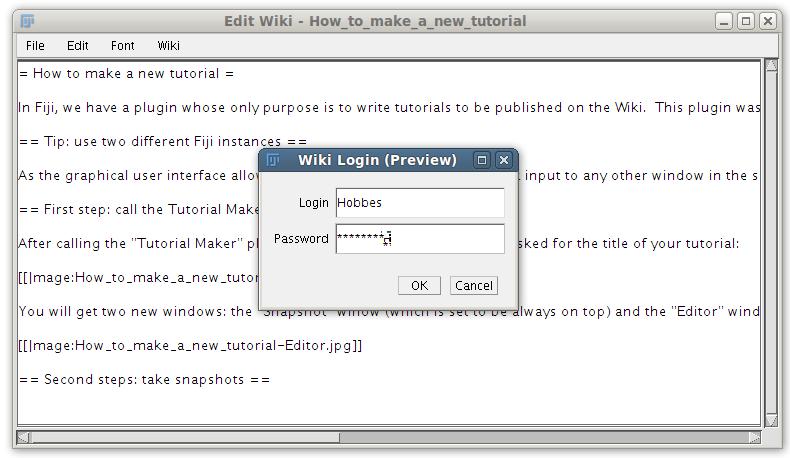 Edit Wiki - How_to_make_a_new_tutorial
File Edit Font Wiki
= How to make a new tutorial =
In Fiji, we have a plugin whose only purpose is to write tutorials to be published on the Wiki. This plugin was
== Tip: use two different Fiji instances ==
Wiki Login (Preview)
As the graphical user interface allow input to any other window in the s
Login Hobbes
== First step: call the Tutorial Make
Password ********
After calling the "Tutorial Maker" pl sked for the title of your tutorial:
[[Image:How_to_make_a_new_tutor
OK Cancel
You will get two new windows: the "Snapshot" winow (which is set to be always on top) and the "Editor" wind
[[Image:How_to_make_a_new_tutorial-Editor.jpg]]
== Second steps: take snapshots ==